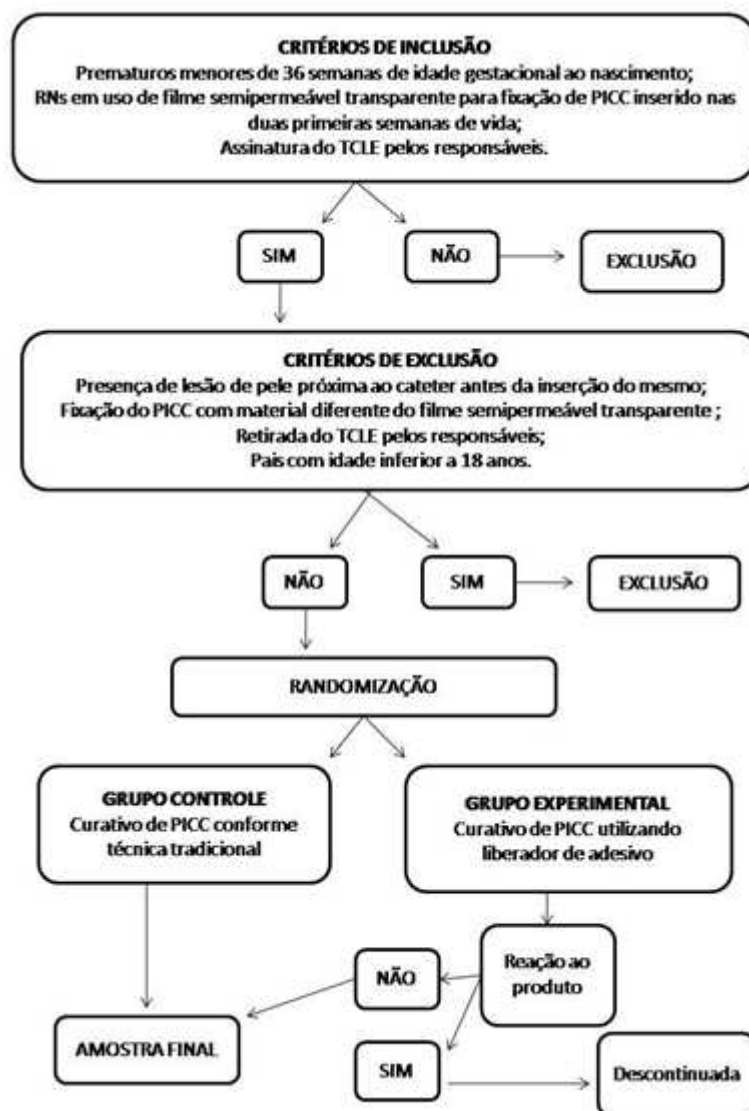 CRITÉRIOS DE INCLUSÃO
Prematuros menores de 36 semanas de idade gestacional ao nascimento;
RNs em uso de filme semipermeável transparente para fixação de PICC inserido nas
duas primeiras semanas de vida;
Assinatura do TCLE pelos responsáveis.
SIM
NÃO
EXCLUSÃO
CRITÉRIOS DE EXCLUSÃO
Presença de lesão de pele próxima ao cateter antes da inserção do mesmo;
Fixação do PICC com material diferente do filme semipermeável transparente ;
Retirada do TCLE pelos responsáveis;
Pais com idade inferior a 18 anos.
NÃO
SIM
EXCLUSÃO
RANDOMIZAÇÃO
GRUPO CONTROLE
Curativo de PICC conforme
técnica tradicional
GRUPO EXPERIMENTAL
Curativo de PICC utilizando
liberador de adesivo
Reação ao
produto
NÃO
AMOSTRA FINAL
SIM
Descontinuada